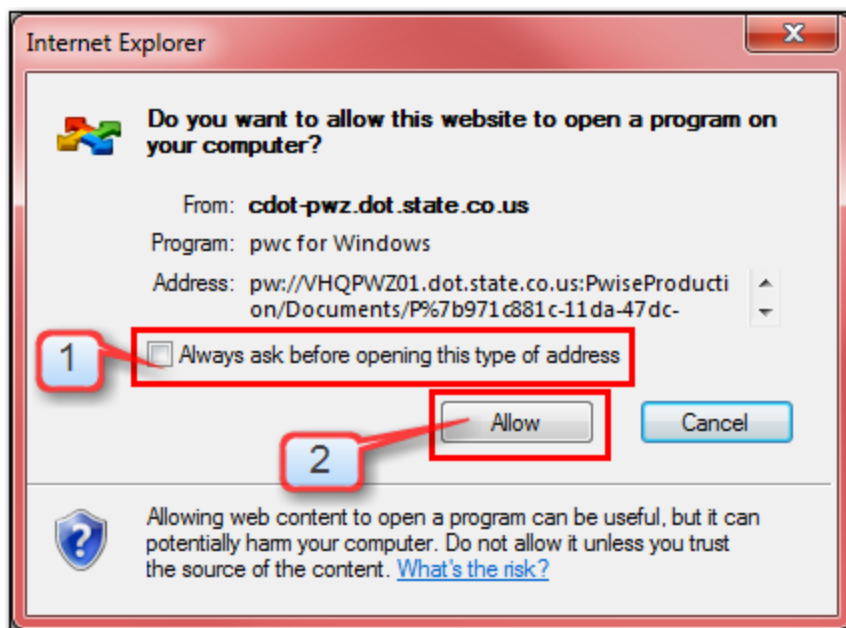 Internet Explorer
Do you want to allow this website to open a program on
your computer?
From: cdot-pwz.dot.state.co.us
Program: pwc for Windows
Address: pw://VHQPWZ01.dot.state.co.us:PwiseProducti
on/Documents/P%7b971c881c-11da-47dc-
1
Always ask before opening this type of address
Allow
Cancel
2
Allowing web content to open a program can be useful, but it can
potentially harm your computer. Do not allow it unless you trust
the source of the content. What's the risk?